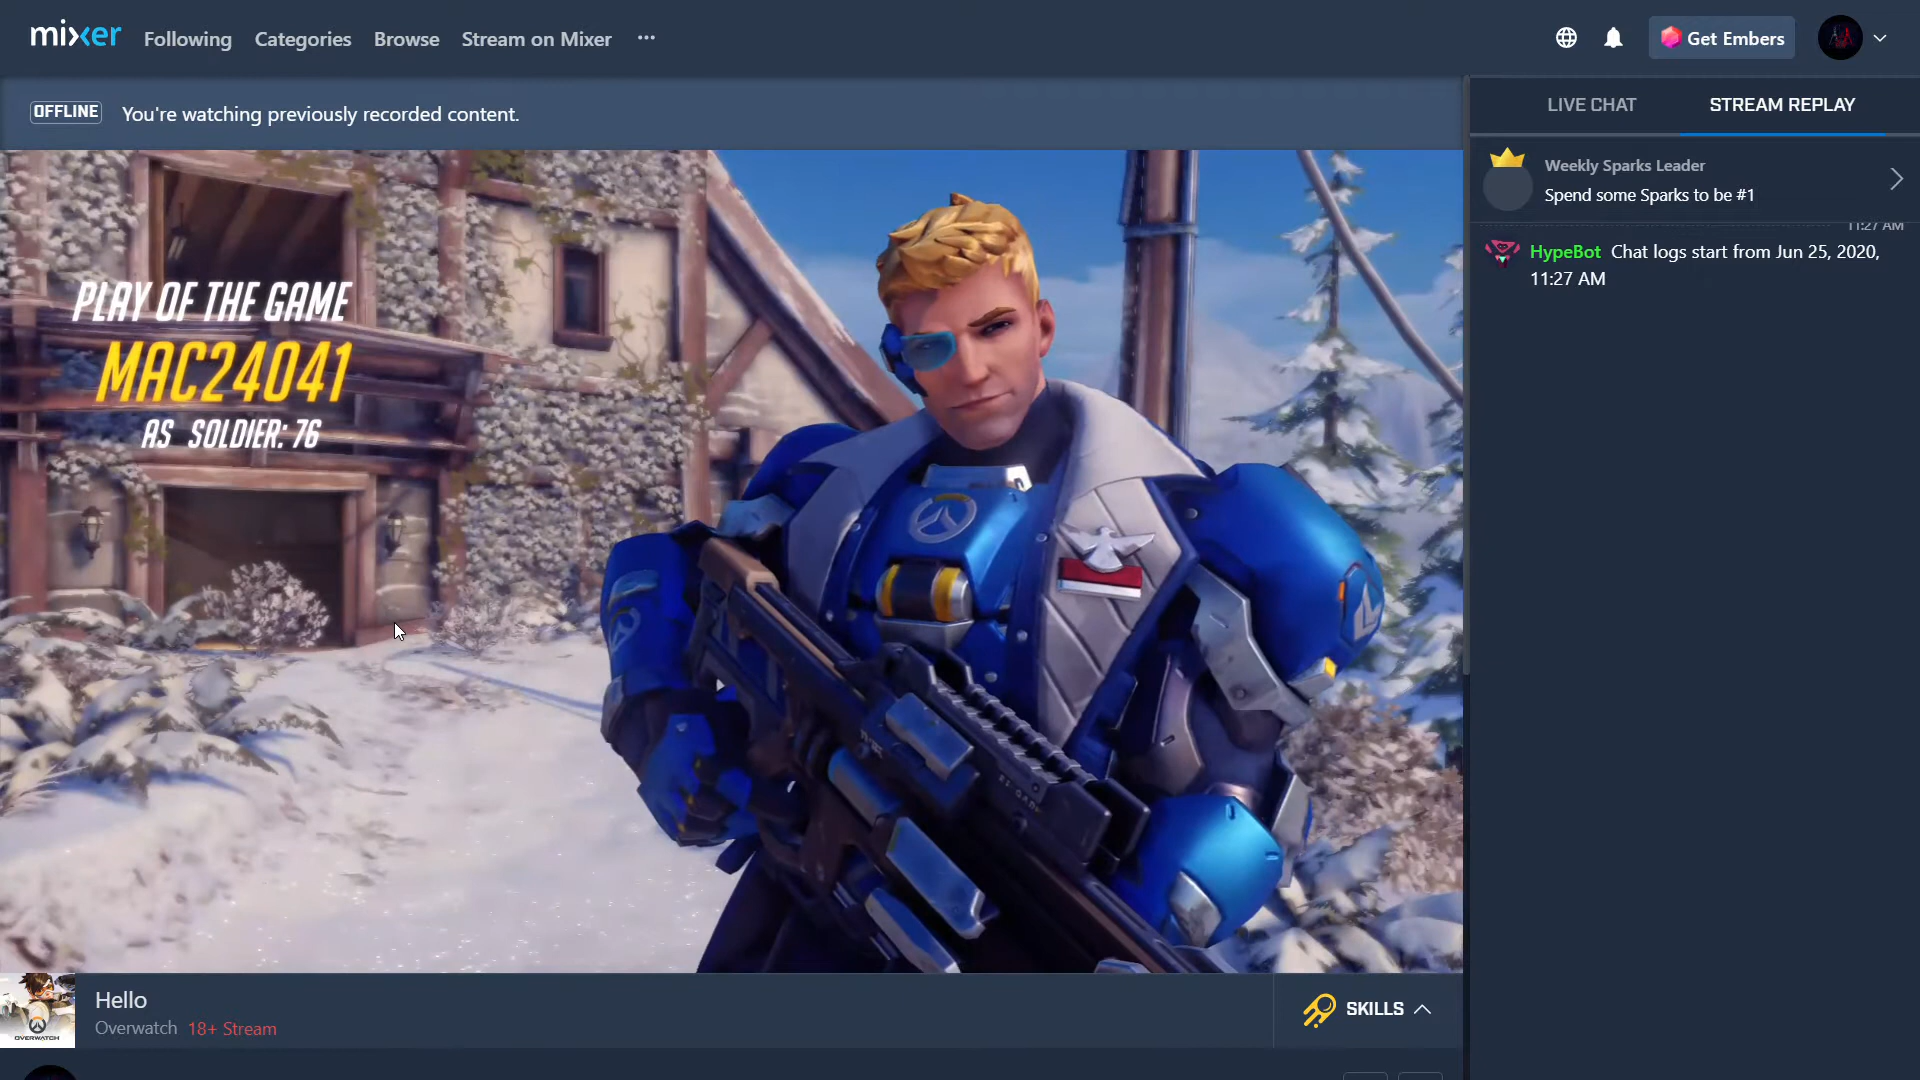 mixer
Following
Categories
Browse
Stream on Mixer
Get Embers
OFFLINE
You're watching previously recorded content.
LIVE CHAT
STREAM REPLAY
Weekly Sparks Leader
Spend some Sparks to be #1
11:27 AM
HypeBot Chat logs start from Jun 25, 2020,
11:27 AM
PLAY OF THE GAME
MAC24041
AS SOLDIER: 76
OVERWATCH
Hello
Overwatch 18+ Stream
SKILLS